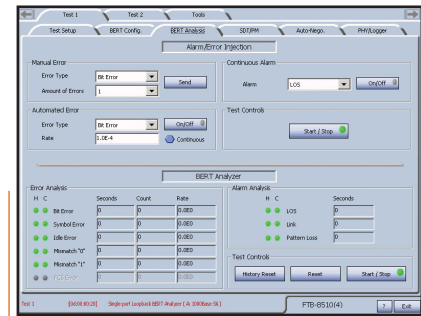 Test 1 Test 2 Tools
Test Setup BERT Config. BERT Analysis SDT/PM Auto-Nego. PHY/Logger
Alarm/Error Injection
Manual Error
Error Type Bit Error
Amount of Errors 1
Send
Continuous Alarm
Alarm LOS On/Off
Automated Error
Error Type Bit Error On/Off
Rate 1.0E-4 Continuous
Test Controls
Start / Stop
BERT Analyzer
Error Analysis
H C Seconds Count Rate
Bit Error 0 0 0.0E0
Symbol Error 0 0 0.0E0
Idle Error 0 0 0.0E0
Mismatch "0" 0 0 0.0E0
Mismatch "1" 0 0 0.0E0
FCS Error
Alarm Analysis
H C Seconds
LOS 0
Link 0
Pattern Loss 0
Test Controls
History Reset Reset Start / Stop
Test 1 Single-port Loopback BERT Analyzer
FTB-8510(4) ? Exit